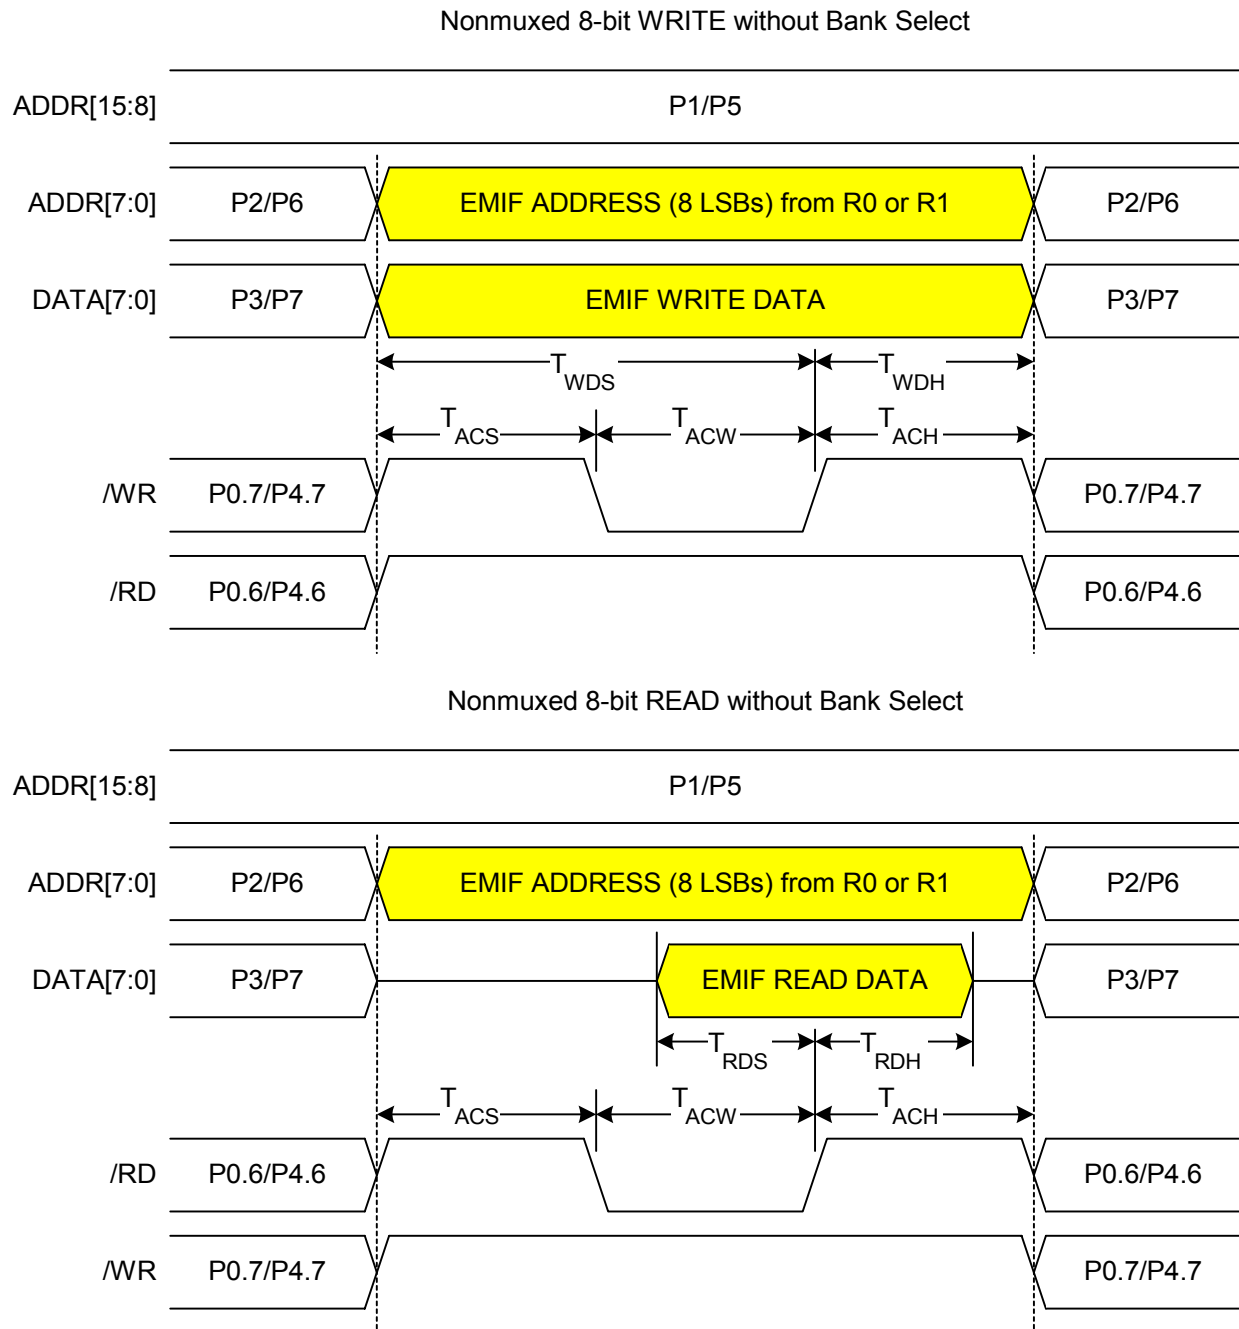 Nonmuxed 8-bit WRITE without Bank Select
ADDR[15:8] P1/P5
ADDR[7:0] P2/P6 EMIF ADDRESS (8 LSBs) from R0 or R1 P2/P6
DATA[7:0] P3/P7 EMIF WRITE DATA P3/P7
TWDS TWDH
TACS TACW TACH
/WR P0.7/P4.7 P0.7/P4.7
/RD P0.6/P4.6 P0.6/P4.6
Nonmuxed 8-bit READ without Bank Select
ADDR[15:8] P1/P5
ADDR[7:0] P2/P6 EMIF ADDRESS (8 LSBs) from R0 or R1 P2/P6
DATA[7:0] P3/P7 EMIF READ DATA P3/P7
TRDS TRDH
TACS TACW TACH
/RD P0.6/P4.6 P0.6/P4.6
/WR P0.7/P4.7 P0.7/P4.7